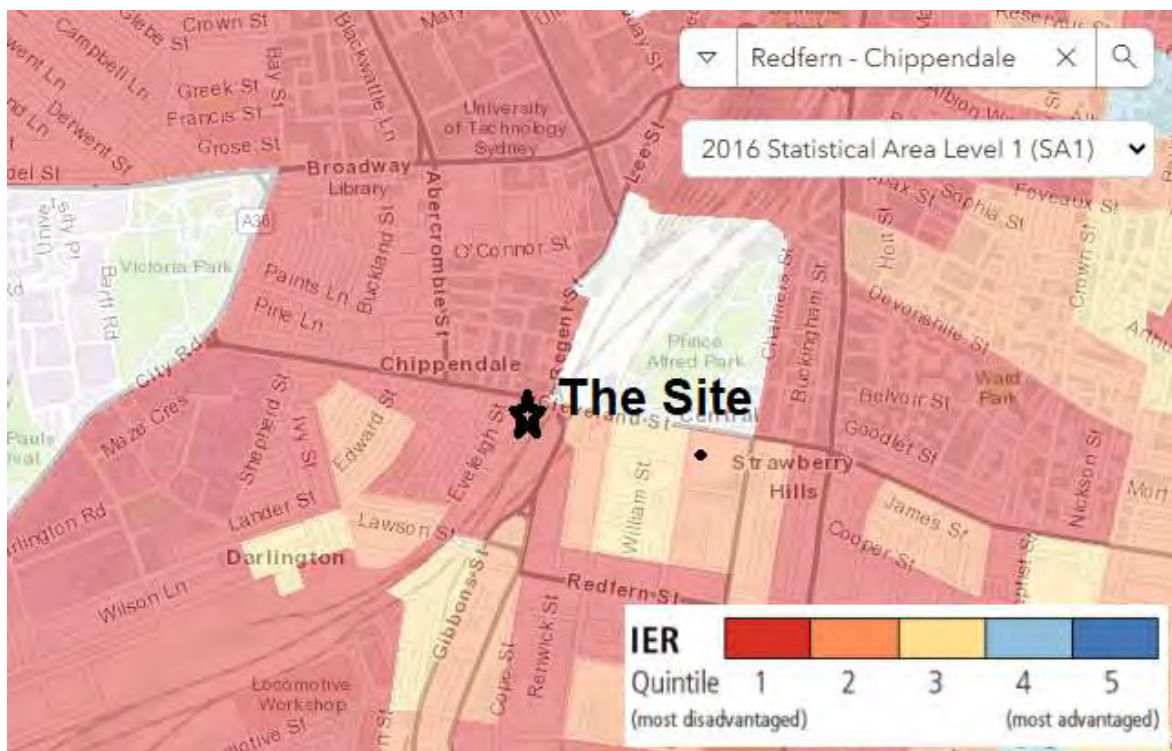 Crown St
Glebe St
Campbell Ln
Bay St
Greek St
Francis St
Grose St
Derwent St
Blackwattle Ln
University
of Technology
Sydney
Redfern - Chippendale
2016 Statistical Area Level 1 (SA1)
Broadway
Library
Lee St
Abercrombie St
Buckland St
O'Connor St
A36
Victoria Park
Barff Rd
Paints Ln
Pine Ln
City Rd
Regent St
Prince
Alfred Park
Chalmers St
Buckingham St
Holt St
Sophia St
Foveaux St
Crown St
Devonshire St
Ward
Park
Belvoir St
Goodlet St
Chippendale
The Site
Cleveland St
Central
Strawberry
Hills
Nickson St
Maze Cres
Shepherd St
Ivy St
Edward St
Eveleigh St
Lander St
Lawson St
Darlington
William St
James St
Cooper St
Wilson Ln
Redfern St
Gibbons St
Cope St
Renwick St
Locomotive
Workshop
IER
Quintile 1 2 3 4 5
(most disadvantaged) (most advantaged)